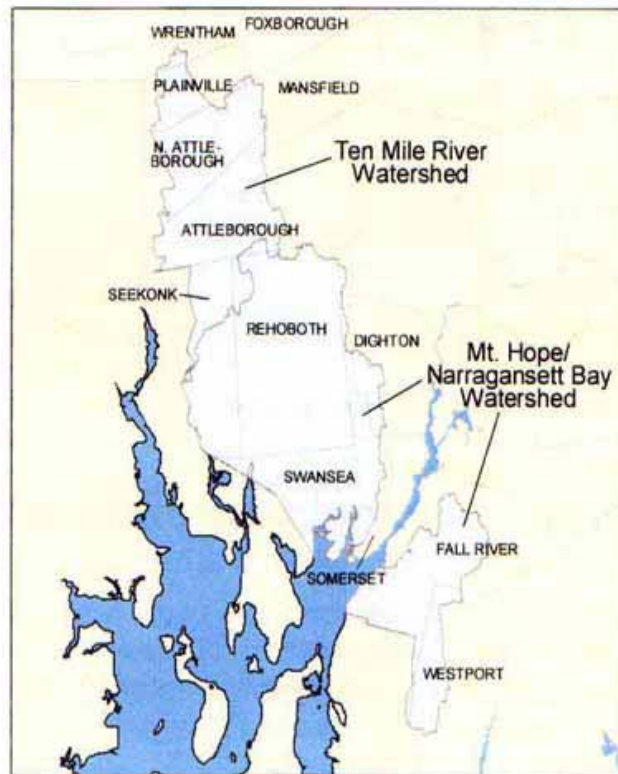 FOXBOROUGH
WRENTHAM
PLAINVILLE
MANSFIELD
N. ATTLE-
BOROUGH
Ten Mile River
Watershed
ATTLEBOROUGH
SEEKONK
REHOBOTH
DIGHTON
Mt. Hope/
Narragansett Bay
Watershed
SWANSEA
FALL RIVER
SOMERSET
WESTPORT